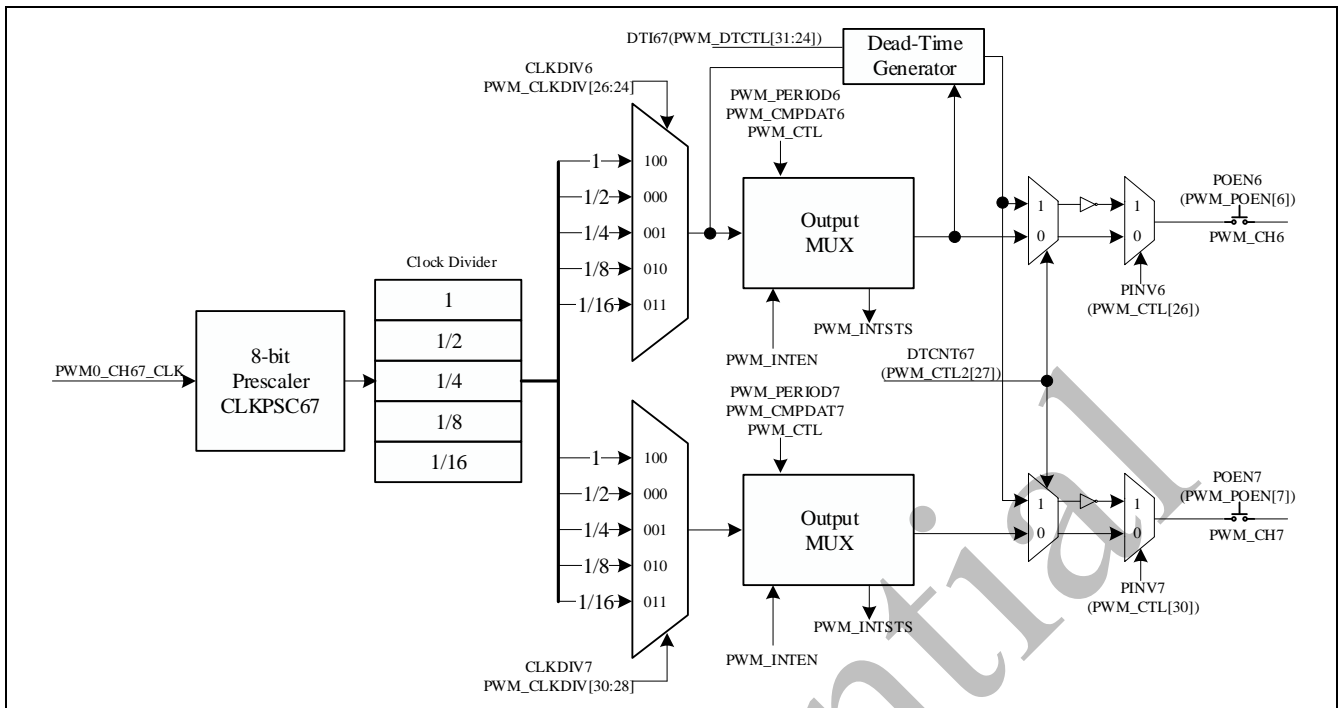 DTI67(PWM_DTCTL[31:24])
Dead-Time
Generator
CLKDIV6
PWM_CLKDIV[26:24]
PWM_PERIOD6
PWM_CMPDAT6
PWM_CTL
1
100
1/2
000
1/4
001
1/8
010
1/16
011
Output
MUX
1
0
1
0
POEN6
(PWM_POEN[6])
PWM_CH6
PINV6
(PWM_CTL[26])
PWM_INTSTS
PWM_INTEN
Clock Divider
1
1/2
1/4
1/8
1/16
PWM0_CH67_CLK
8-bit
Prescaler
CLKPSC67
DTCNT67
(PWM_CTL2[27])
PWM_PERIOD7
PWM_CMPDAT7
PWM_CTL
1
100
1/2
000
1/4
001
1/8
010
1/16
011
Output
MUX
1
0
1
0
POEN7
(PWM_POEN[7])
PWM_CH7
PINV7
(PWM_CTL[30])
PWM_INTSTS
PWM_INTEN
CLKDIV7
PWM_CLKDIV[30:28]
ntial